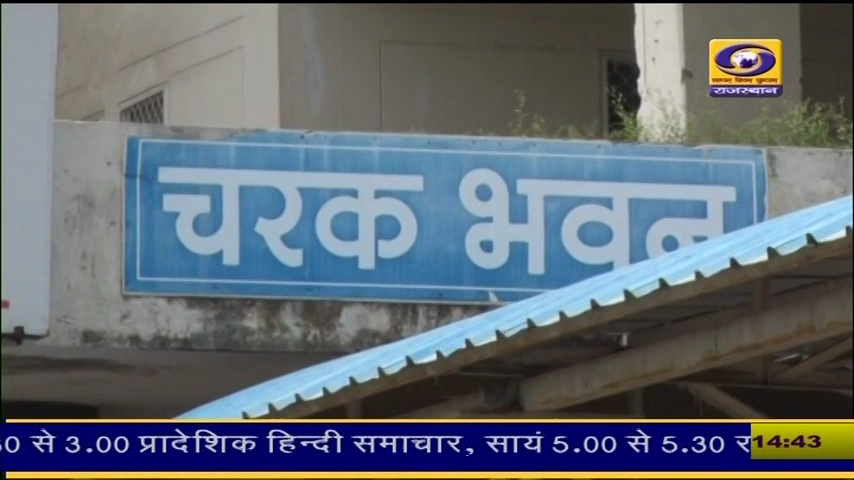 राजस्थान
चरक भवन
से 3.00 प्रादेशिक हिन्दी समाचार, सायं 5.00 से 5.30
14:43